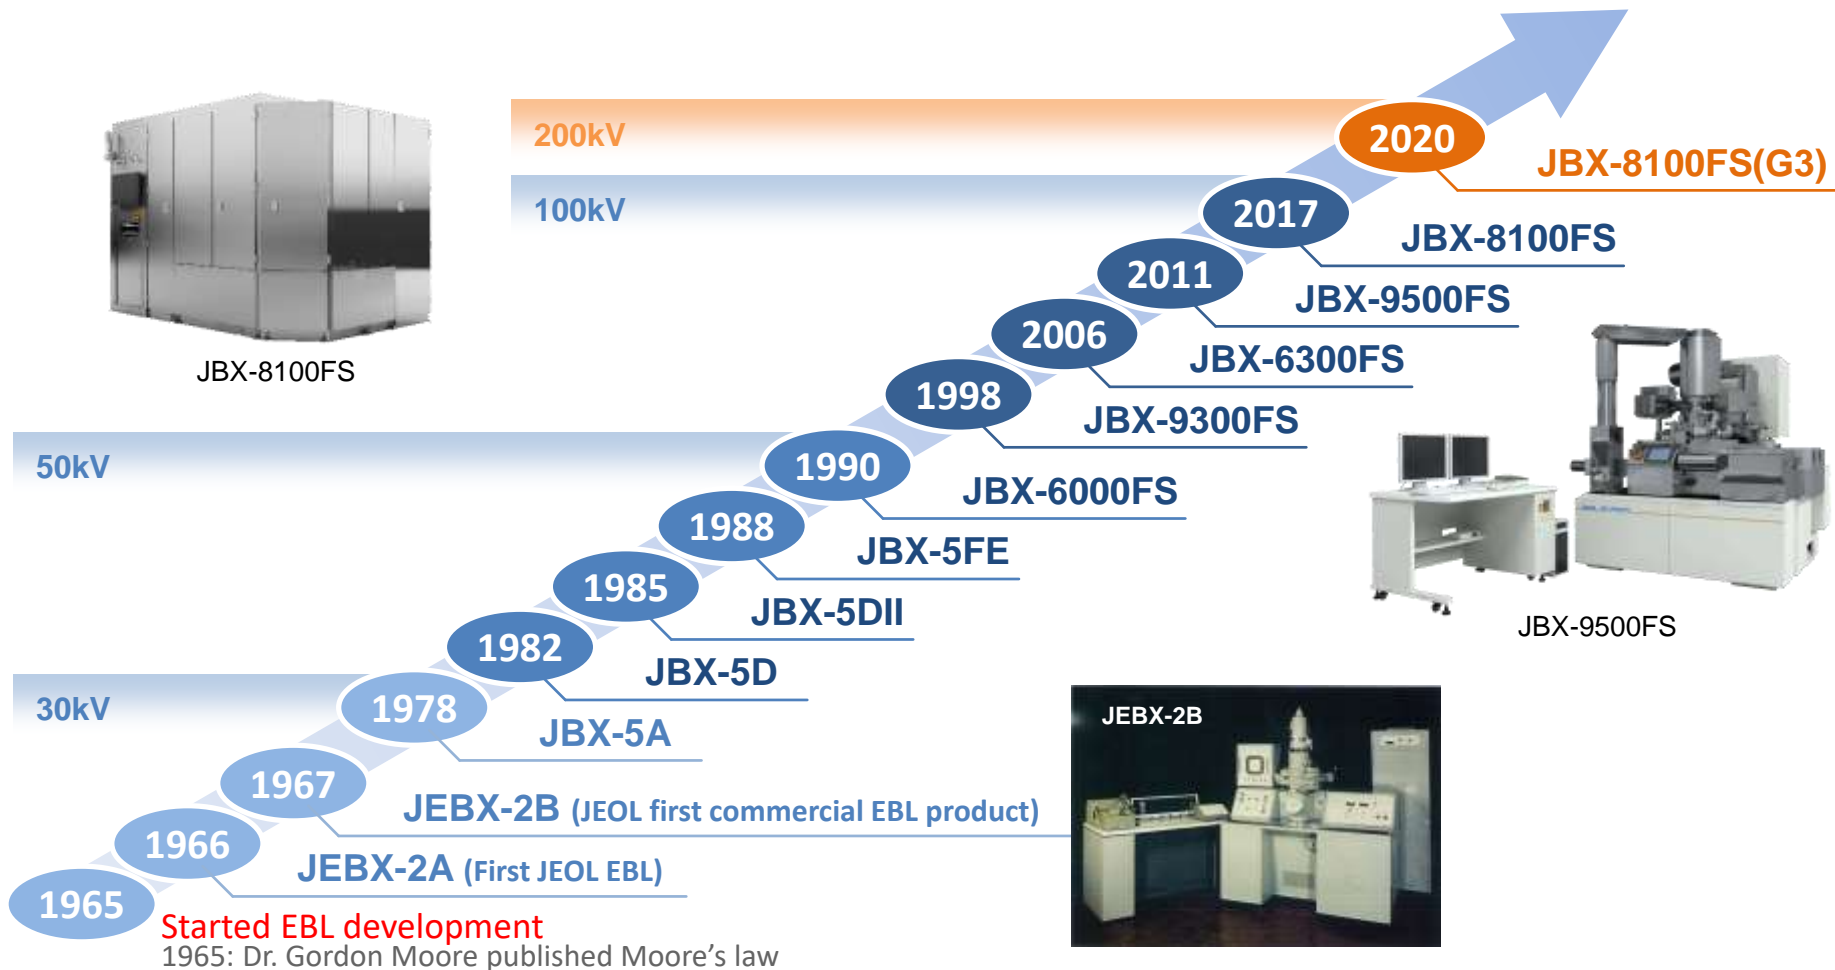 200kV
2020
JBX-8100FS(G3)
100kV
2017
JBX-8100FS
2011
JBX-9500FS
2006
JBX-6300FS
JBX-8100FS
1998
JBX-9300FS
50kV
1990
JBX-6000FS
1988
JBX-5FE
1985
JBX-5DII
JBX-9500FS
1982
JBX-5D
30kV
1978
JBX-5A
JEBX-2B
1967
JEBX-2B (JEOL first commercial EBL product)
1966
JEBX-2A (First JEOL EBL)
1965
Started EBL development
1965: Dr. Gordon Moore published Moore’s law